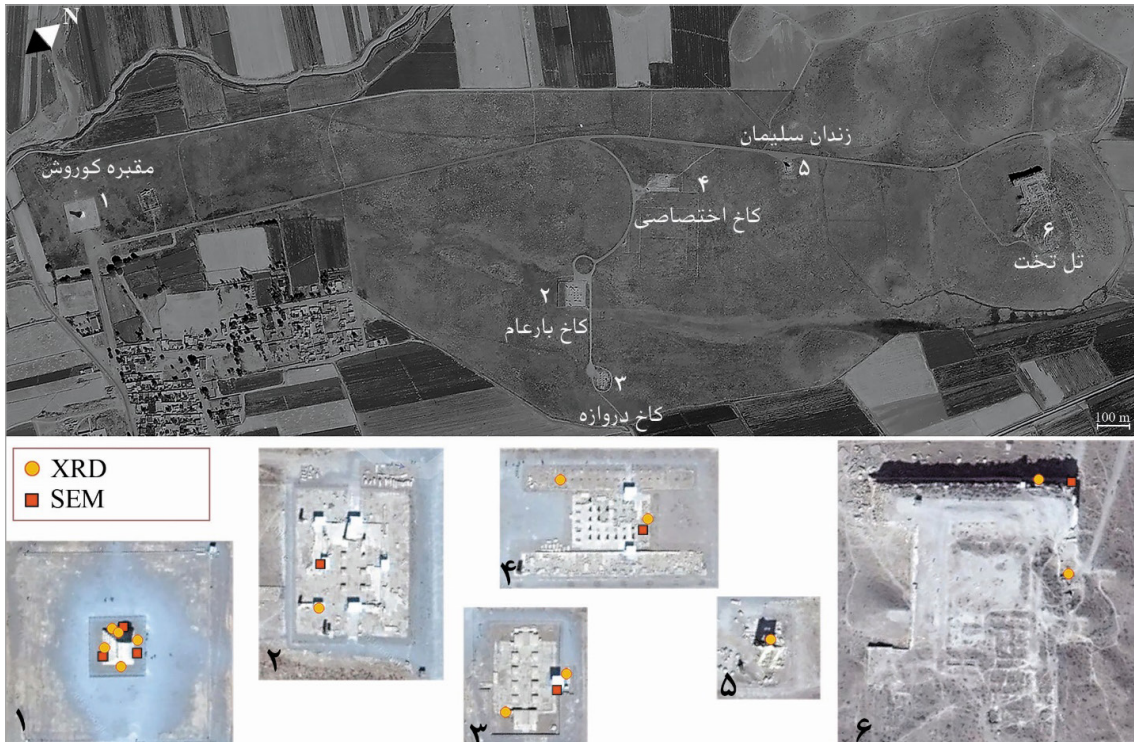 N
زندان سلیمان
۵
مقبره کوروش
۱
۴
کاخ اختصاصی
۶
تل تخت
۲
کاخ بارعام
۳
کاخ دروازه
100 m
XRD
SEM
۱
۲
۳
۴
۵
۶